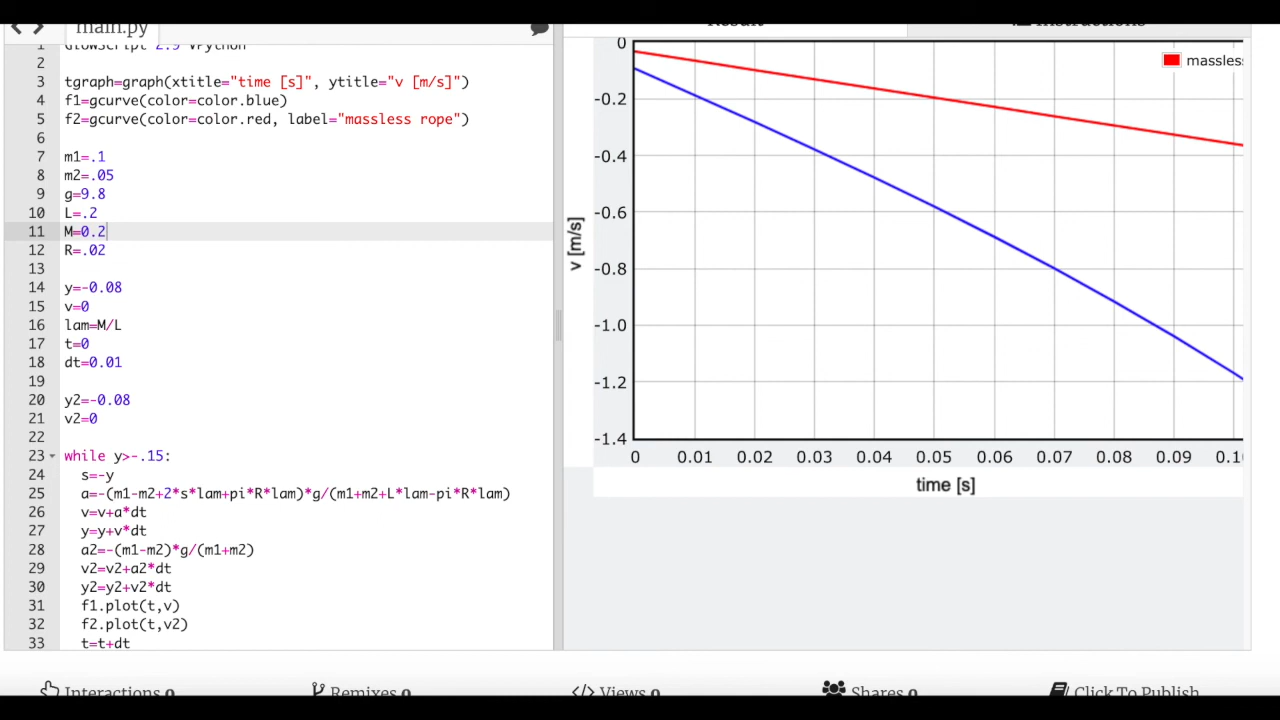 main.py
Result
Instructions
1 GlowScript 2.9 VPython
2
3 tgraph=graph(xtitle="time [s]", ytitle="v [m/s]")
4 f1=gcurve(color=color.blue)
5 f2=gcurve(color=color.red, label="massless rope")
6
7 m1=.1
8 m2=.05
9 g=9.8
10 L=.2
11 M=0.2
12 R=.02
13
14 y=-0.08
15 v=0
16 lam=M/L
17 t=0
18 dt=0.01
19
20 y2=-0.08
21 v2=0
22
23 while y>-.15:
24 s=-y
25 a=-(m1-m2+2*s*lam+pi*R*lam)*g/(m1+m2+L*lam-pi*R*lam)
26 v=v+a*dt
27 y=y+v*dt
28 a2=-(m1-m2)*g/(m1+m2)
29 v2=v2+a2*dt
30 y2=y2+v2*dt
31 f1.plot(t,v)
32 f2.plot(t,v2)
33 t=t+dt
massless
0
-0.2
-0.4
-0.6
-0.8
-1.0
-1.2
-1.4
v [m/s]
0 0.01 0.02 0.03 0.04 0.05 0.06 0.07 0.08 0.09 0.10
time [s]
Interactions 0
Remixes 0
Views 0
Shares 0
Click To Publish